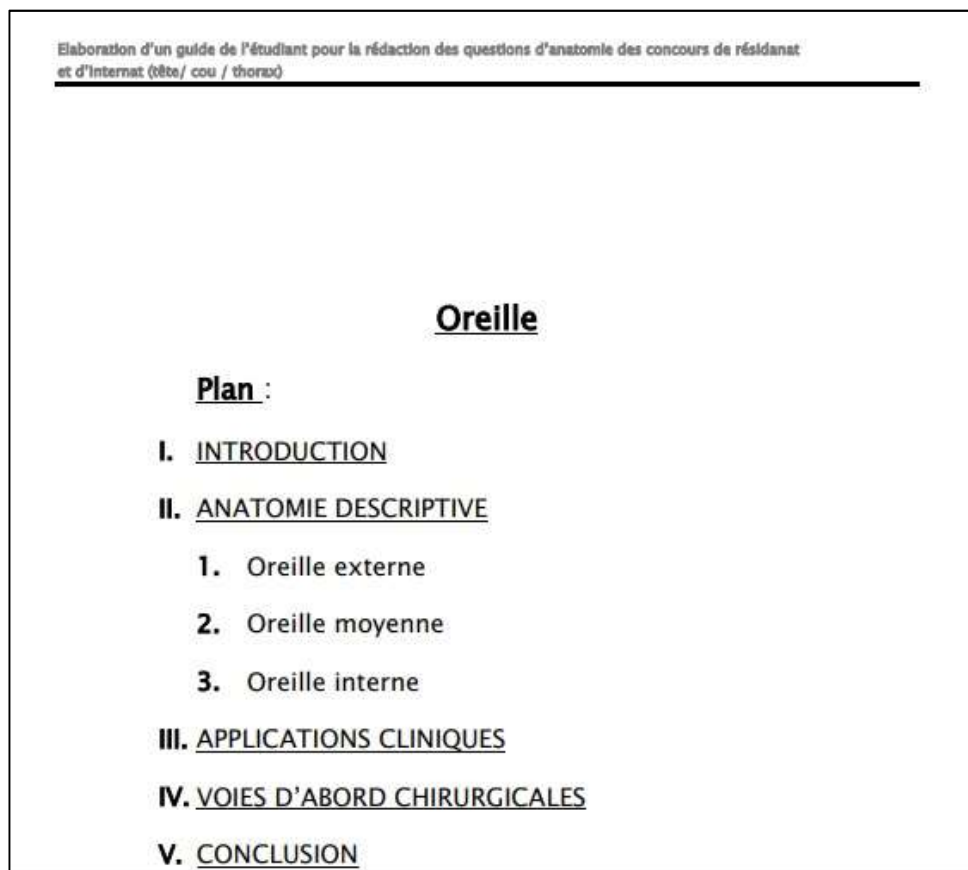 Elaboration d'un guide de l'étudiant pour la rédaction des questions d'anatomie des concours de résidanat
et d'internat (tête/ cou / thorax)
Oreille
Plan :
I. INTRODUCTION
II. ANATOMIE DESCRIPTIVE
1. Oreille externe
2. Oreille moyenne
3. Oreille interne
III. APPLICATIONS CLINIQUES
IV. VOIES D'ABORD CHIRURGICALES
V. CONCLUSION